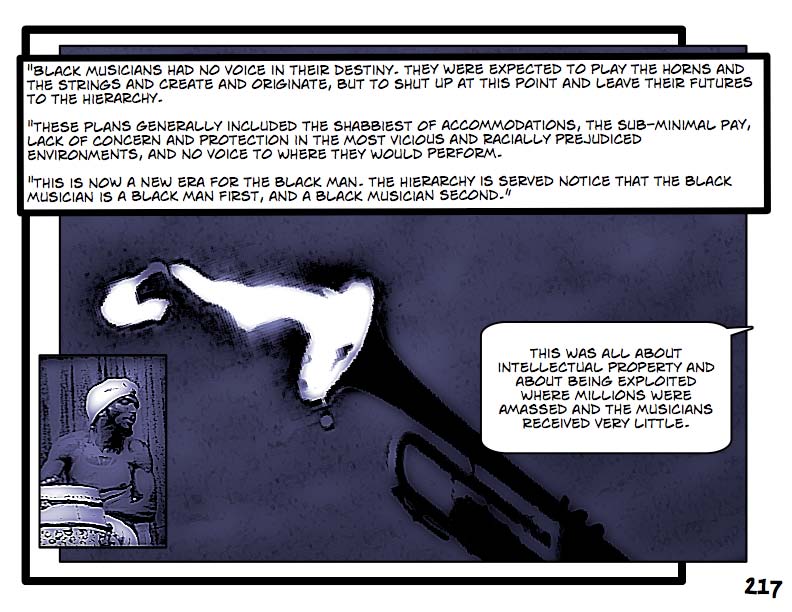 "BLACK MUSICIANS HAD NO VOICE IN THEIR DESTINY. THEY WERE EXPECTED TO PLAY THE HORNS AND
THE STRINGS AND CREATE AND ORIGINATE, BUT TO SHUT UP AT THIS POINT AND LEAVE THEIR FUTURES
TO THE HIERARCHY.
"THESE PLANS GENERALLY INCLUDED THE SHABBIEST OF ACCOMMODATIONS, THE SUB-MINIMAL PAY,
LACK OF CONCERN AND PROTECTION IN THE MOST VICIOUS AND RACIALLY PREJUDICED
ENVIRONMENTS, AND NO VOICE TO WHERE THEY WOULD PERFORM.
"THIS IS NOW A NEW ERA FOR THE BLACK MAN. THE HIERARCHY IS SERVED NOTICE THAT THE BLACK
MUSICIAN IS A BLACK MAN FIRST, AND A BLACK MUSICIAN SECOND."
THIS WAS ALL ABOUT
INTELLECTUAL PROPERTY AND
ABOUT BEING EXPLOITED
WHERE MILLIONS WERE
AMASSED AND THE MUSICIANS
RECEIVED VERY LITTLE.
217